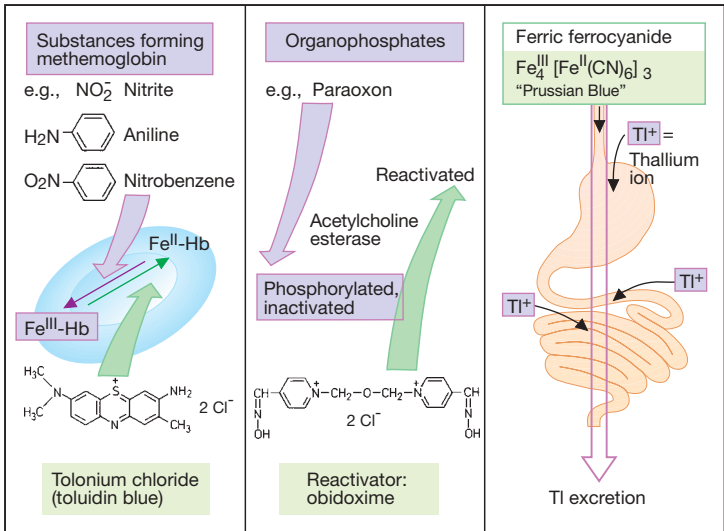 Substances forming
methemoglobin
e.g., NO₂⁻ Nitrite
H₂N Aniline
O₂N Nitrobenzene
Feᴵᴵ-Hb
Feᴵᴵᴵ-Hb
H₃C
N
H₃C
S
+
N
NH₂
CH₃
2 Cl⁻
Tolonium chloride
(toluidin blue)
Organophosphates
e.g., Paraoxon
Reactivated
Acetylcholine
esterase
Phosphorylated,
inactivated
CH
N
OH
+
N–CH₂–O–CH₂–N
+
CH
N
OH
2 Cl⁻
Reactivator:
obidoxime
Ferric ferrocyanide
Fe₄ᴵᴵᴵ [Feᴵᴵ(CN)₆] ₃
“Prussian Blue”
Tl⁺ =
Thallium
ion
Tl⁺
Tl⁺
Tl excretion